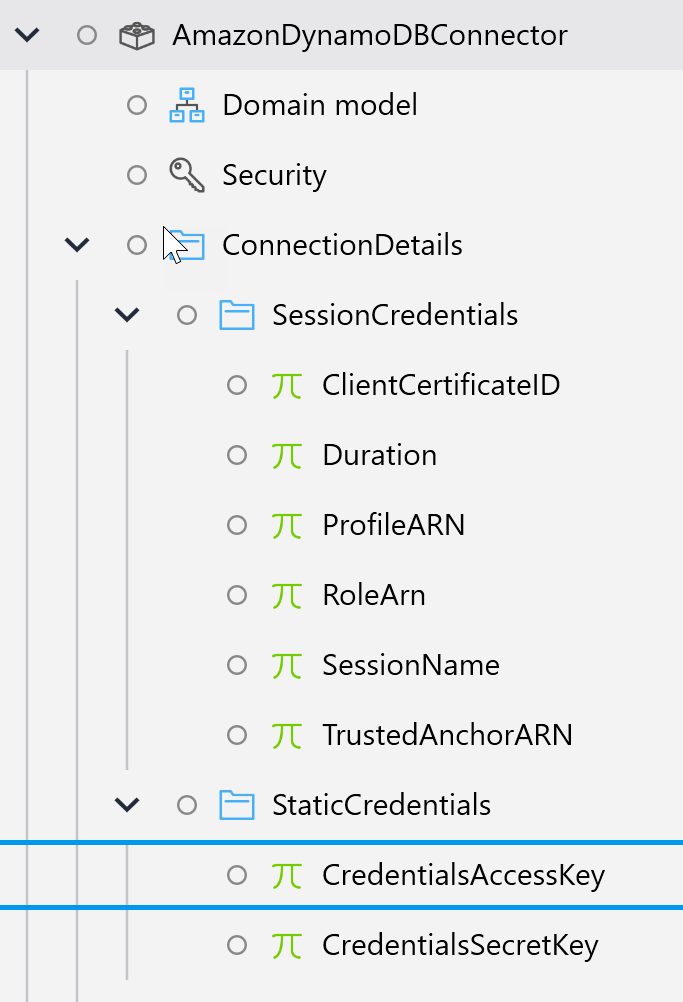 AmazonDynamoDBConnector
Domain model
Security
ConnectionDetails
SessionCredentials
ClientCertificateID
Duration
ProfileARN
RoleArn
SessionName
TrustedAnchorARN
StaticCredentials
CredentialsAccessKey
CredentialsSecretKey